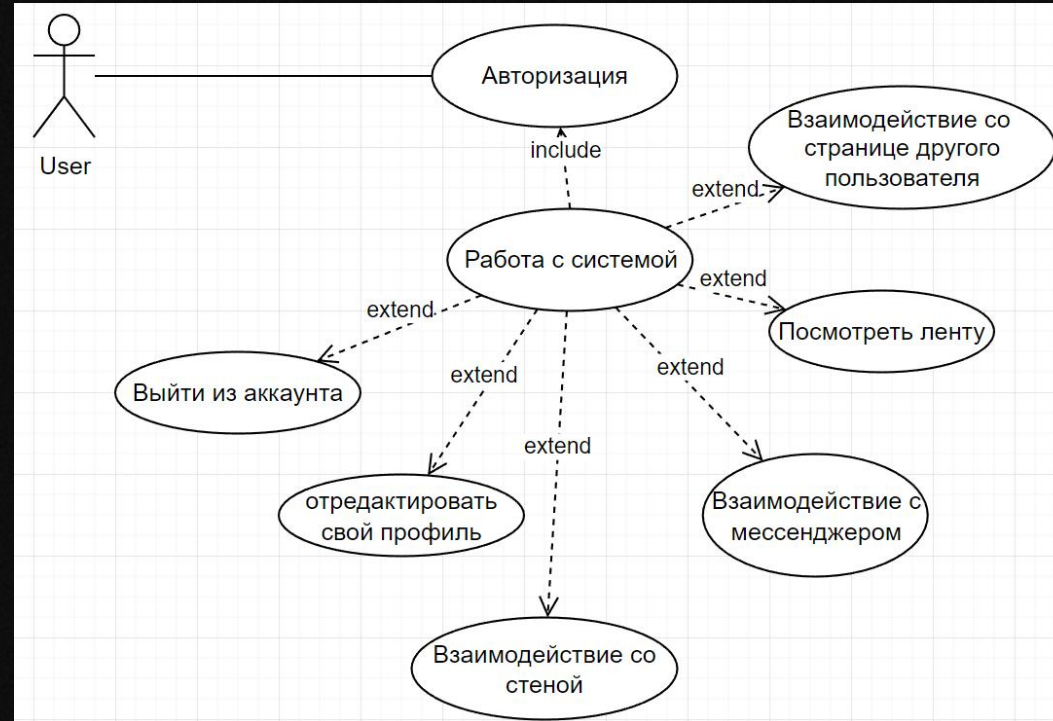 Авторизация
User
include
Взаимодействие со
странице другого
пользователя
extend
Работа с системой
extend
extend
Посмотреть ленту
Выйти из аккаунта
extend
extend
extend
отредактировать
свой профиль
Взаимодействие с
мессенджером
Взаимодействие со
стеной